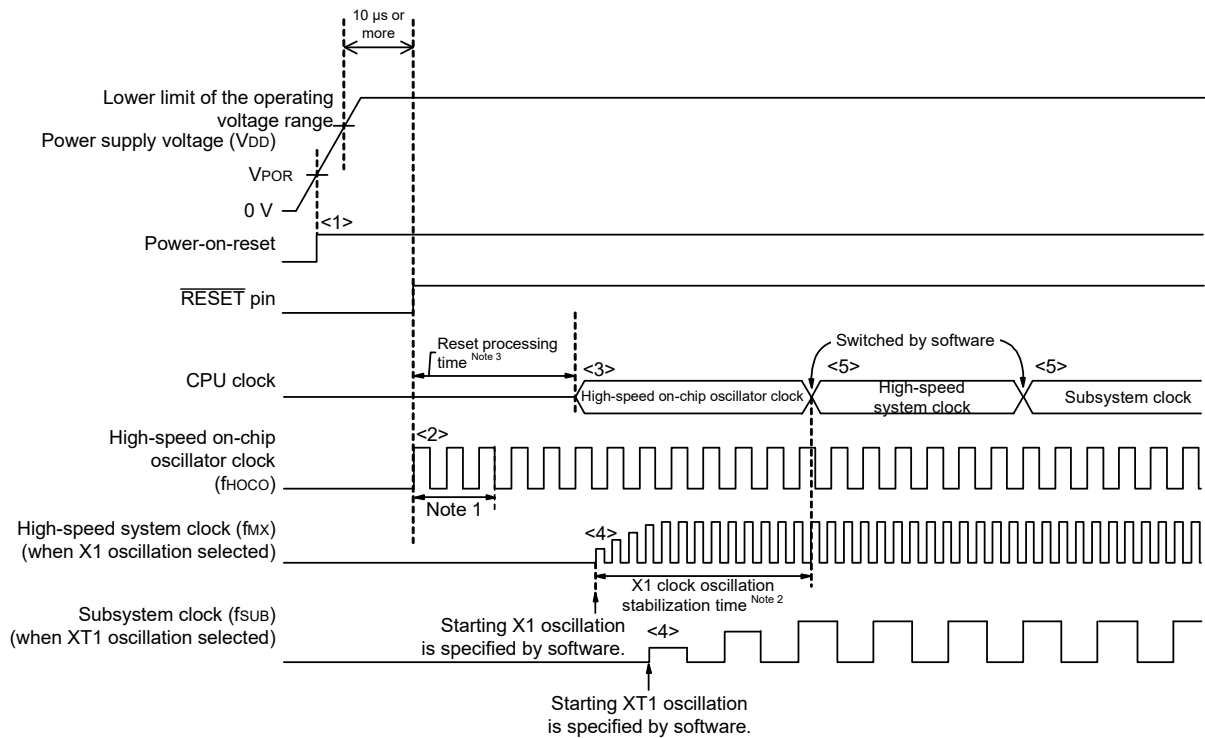 10 μs or
more
Lower limit of the operating
voltage range
Power supply voltage (VDD)
VPOR
0 V
<1>
Power-on-reset
RESET pin
Reset processing
time Note 3
Switched by software
CPU clock
<3>
<5>
<5>
High-speed on-chip oscillator clock
High-speed
system clock
Subsystem clock
High-speed on-chip
oscillator clock
(fHOCO)
<2>
Note 1
High-speed system clock (fMX)
(when X1 oscillation selected)
<4>
X1 clock oscillation
stabilization time Note 2
Subsystem clock (fSUB)
(when XT1 oscillation selected)
Starting X1 oscillation
is specified by software.
<4>
Starting XT1 oscillation
is specified by software.